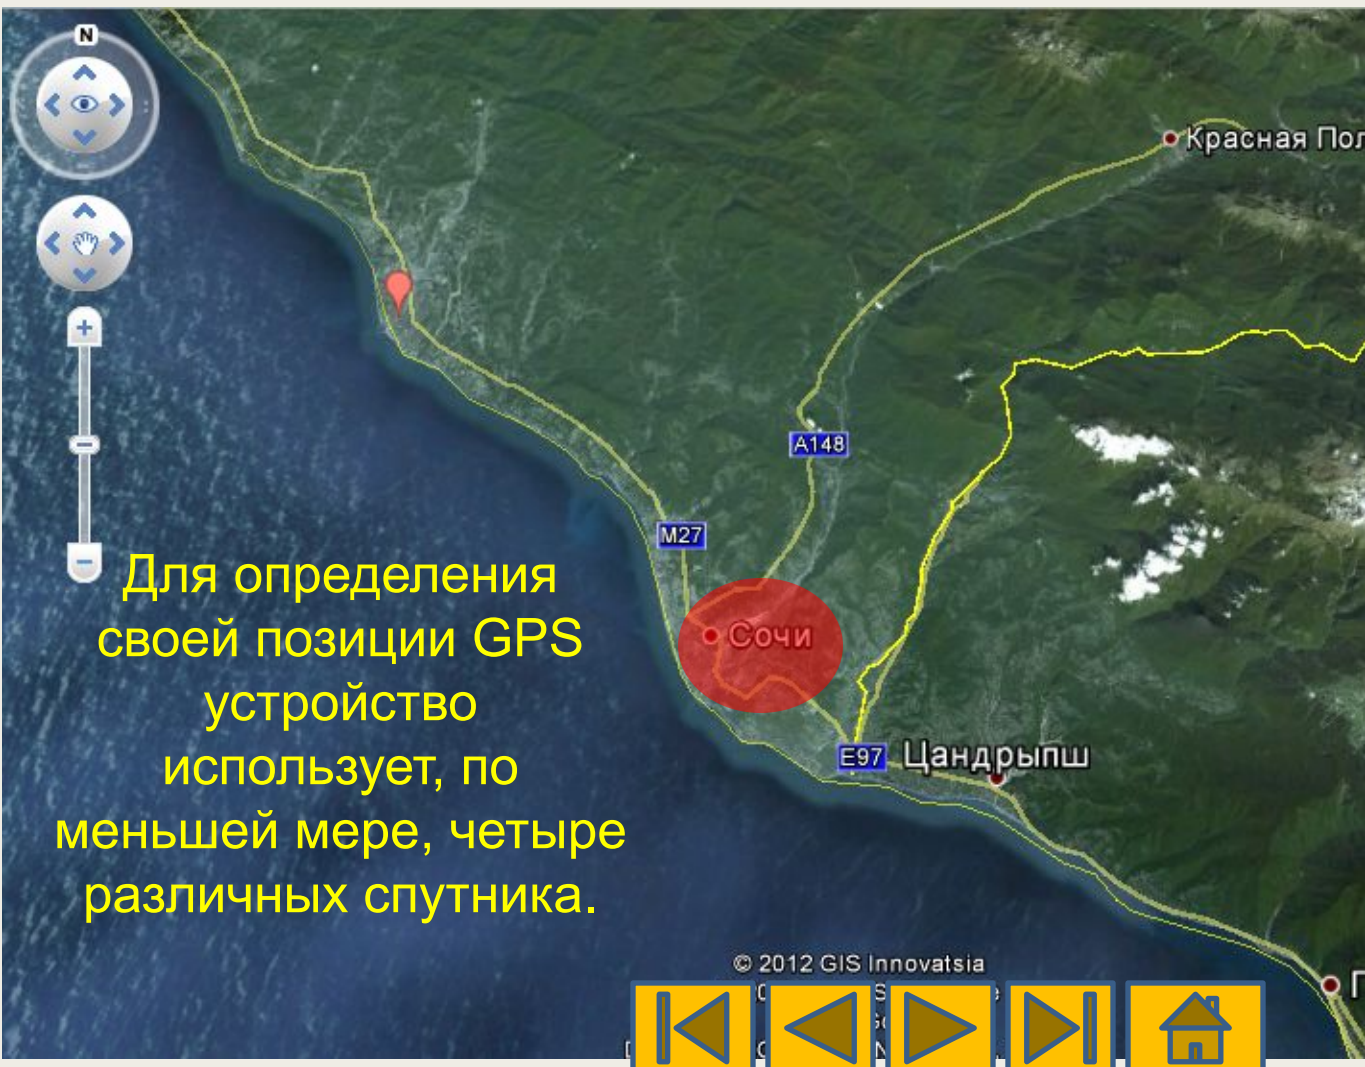 N
Красная Пол
A148
M27
Сочи
E97 Цандрыпш
Для определения
своей позиции GPS
устройство
использует, по
меньшей мере, четыре
различных спутника.
© 2012 GIS Innovatsia